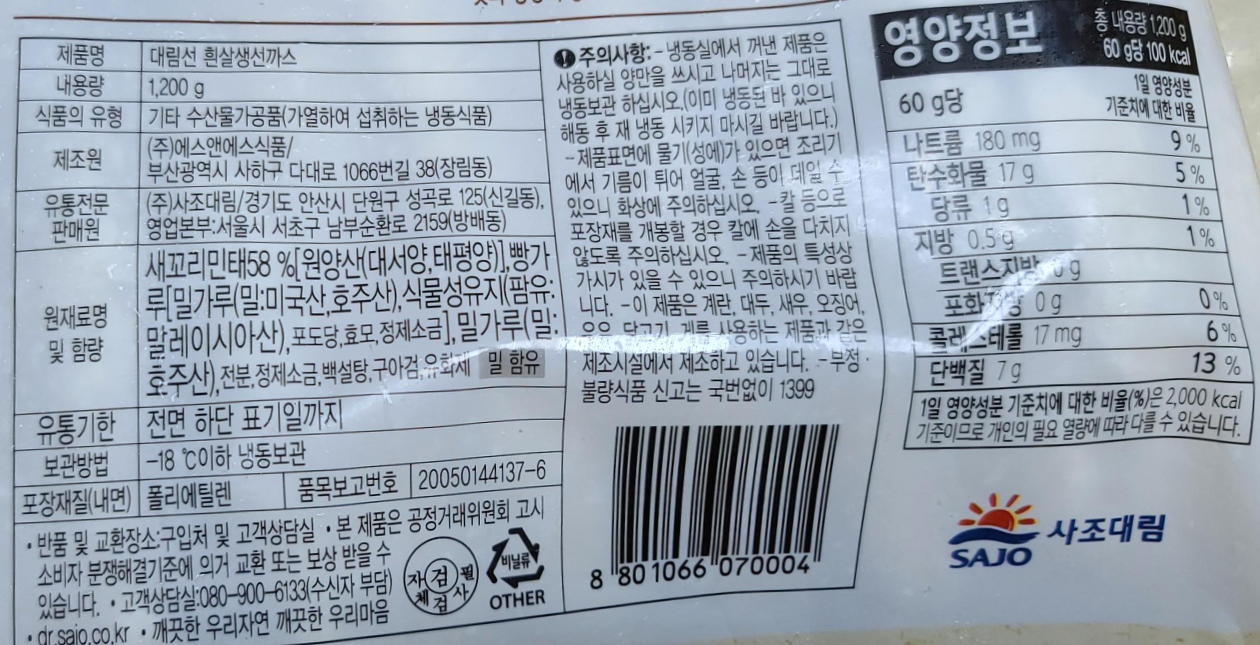 제품명 대림선 흰살생선까스
내용량 1,200 g
식품의 유형 기타 수산물가공품(가열하여 섭취하는 냉동식품)
제조원 (주)에스앤에스식품/
부산광역시 사하구 다대로 1066번길 38(장림동)
유통전문
판매원
(주)사조대림/경기도 안산시 단원구 성곡로 125(신길동),
영업본부:서울시 서초구 남부순환로 2159(방배동)
원재료명
및 함량
새꼬리민태58 %[원양산(대서양,태평양)],빵가
루[밀가루(밀:미국산,호주산),식물성유지(팜유:
말레이시아산),포도당,효모,정제소금],밀가루(밀:
호주산),전분,정제소금,백설탕,구아검,유화제 밀 함유
유통기한 전면 하단 표기일까지
보관방법 -18 ℃이하 냉동보관
포장재질(내면) 폴리에틸렌 품목보고번호 20050144137-6
• 반품 및 교환장소:구입처 및 고객상담실 • 본 제품은 공정거래위원회 고시
소비자 분쟁해결기준에 의거 교환 또는 보상 받을 수
있습니다. • 고객상담실:080-900-6133(수신자 부담)
• dr.sajo.co.kr • 깨끗한 우리자연 깨끗한 우리마음
자체검사필
검
비닐류
OTHER
! 주의사항: - 냉동실에서 꺼낸 제품은
사용하실 양만을 쓰시고 나머지는 그대로
냉동보관 하십시오.(이미 냉동된 바 있으니
해동 후 재 냉동 시키지 마시길 바랍니다.)
- 제품표면에 물기(성에)가 있으면 조리기
에서 기름이 튀어 얼굴, 손 등이 데일 수
있으니 화상에 주의하십시오. - 칼 등으로
포장재를 개봉할 경우 칼에 손을 다치지
않도록 주의하십시오. - 제품의 특성상
가시가 있을 수 있으니 주의하시기 바랍
니다. - 이 제품은 계란, 대두, 새우, 오징어,
우유, 닭고기, 게를 사용하는 제품과 같은
제조시설에서 제조하고 있습니다. - 부정·
불량식품 신고는 국번없이 1399
8 801066 070004
영양정보
총 내용량 1,200 g
60 g당 100 kcal
60 g당
1일 영양성분
기준치에 대한 비율
나트륨 180 mg 9 %
탄수화물 17 g 5 %
당류 1 g 1 %
지방 0.5 g 1 %
트랜스지방 0 g
포화지방 0 g 0 %
콜레스테롤 17 mg 6 %
단백질 7 g 13 %
1일 영양성분 기준치에 대한 비율(%)은 2,000 kcal
기준이므로 개인의 필요 열량에 따라 다를 수 있습니다.
SAJO 사조대림